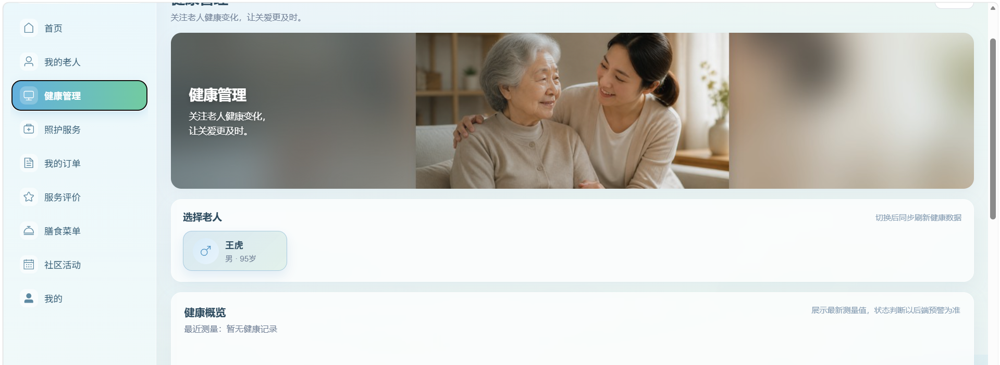 首页
我的老人
健康管理
照护服务
我的订单
服务评价
膳食菜单
社区活动
我的
健康管理
关注老人健康变化，让关爱更及时。
健康管理
关注老人健康变化，
让关爱更及时。
选择老人
切换后同步刷新健康数据
王虎
男 · 95岁
健康概览
展示最新测量值，状态判断以后端预警为准
最近测量：暂无健康记录